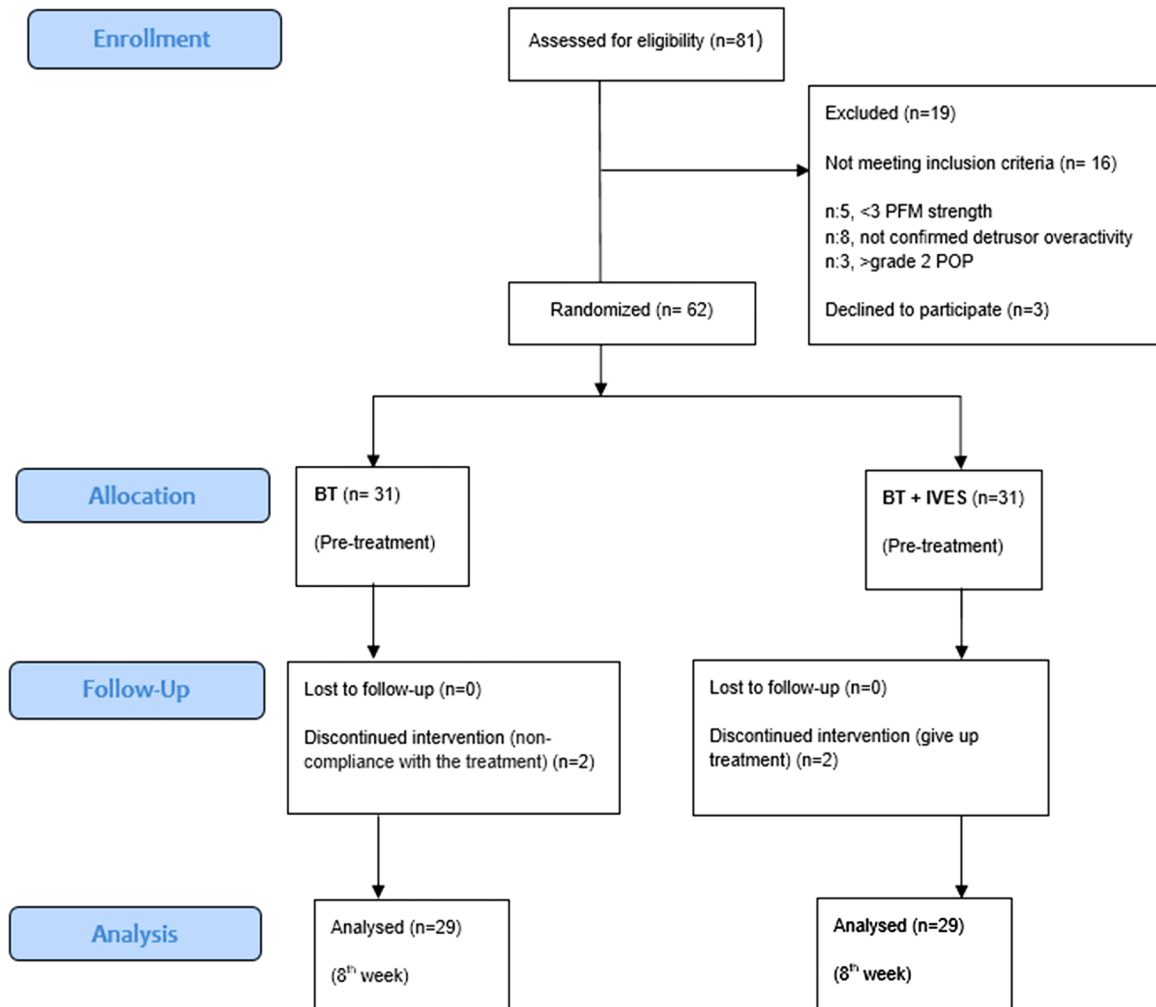 Enrollment
Assessed for eligibility (n=81)
Excluded (n=19)
Not meeting inclusion criteria (n= 16)
n:5, <3 PFM strength
n:8, not confirmed detrusor overactivity
n:3, >grade 2 POP
Declined to participate (n=3)
Randomized (n= 62)
Allocation
BT (n= 31)
(Pre-treatment)
BT + IVES (n=31)
(Pre-treatment)
Follow-Up
Lost to follow-up (n=0)
Discontinued intervention (non-
compliance with the treatment) (n=2)
Lost to follow-up (n=0)
Discontinued intervention (give up
treatment) (n=2)
Analysis
Analysed (n=29)
(8th week)
Analysed (n=29)
(8th week)